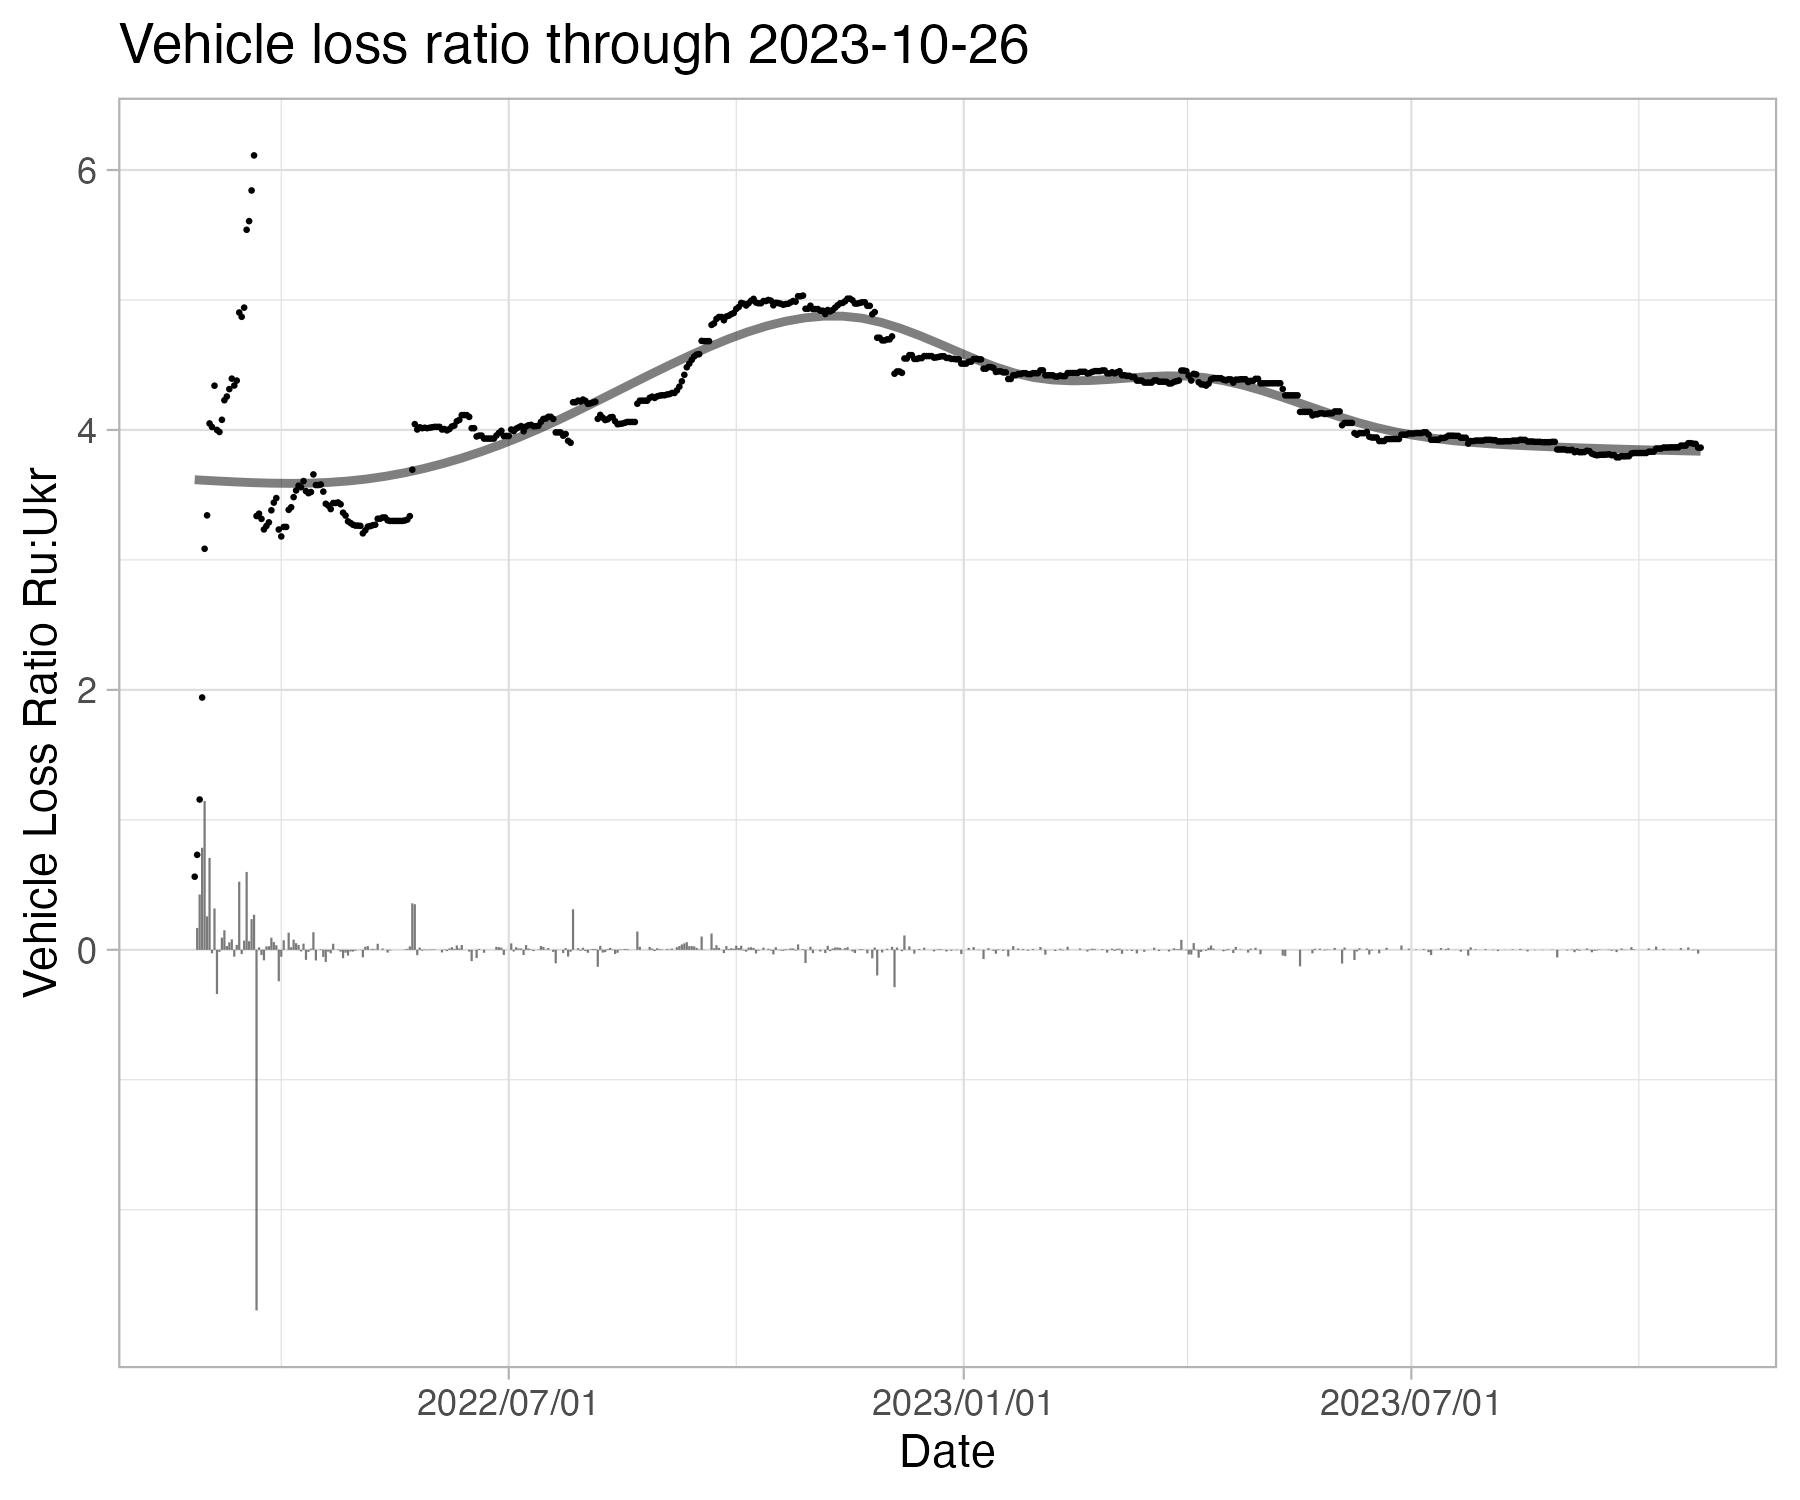 Vehicle loss ratio through 2023-10-26
Vehicle Loss Ratio Ru:Ukr
6
4
2
0
2022/07/01
2023/01/01
2023/07/01
Date